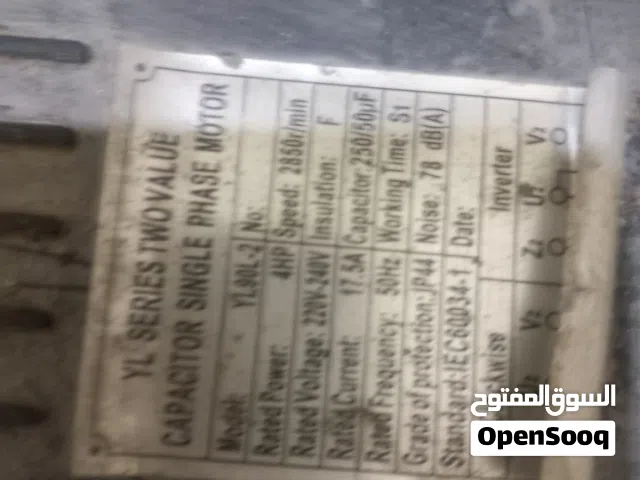 YL SERIES TWO VALUE
CAPACITOR SINGLE PHASE MOTOR
YL90L-2 No:
Rated Power: 4HP Speed: 2850r/min
Rated Voltage: 220V-240V Insulation: F
Rated Current: 17.5A Capacitor: 250/50μF
Rated Frequency: 50Hz Working Time: S1
Grade of protection: IP44 Noise: 78 dB(A)
Standard: IEC60034-1 Date:
Inverter
V2 Z2 U1 V2
السوق المفتوح
OpenSooq